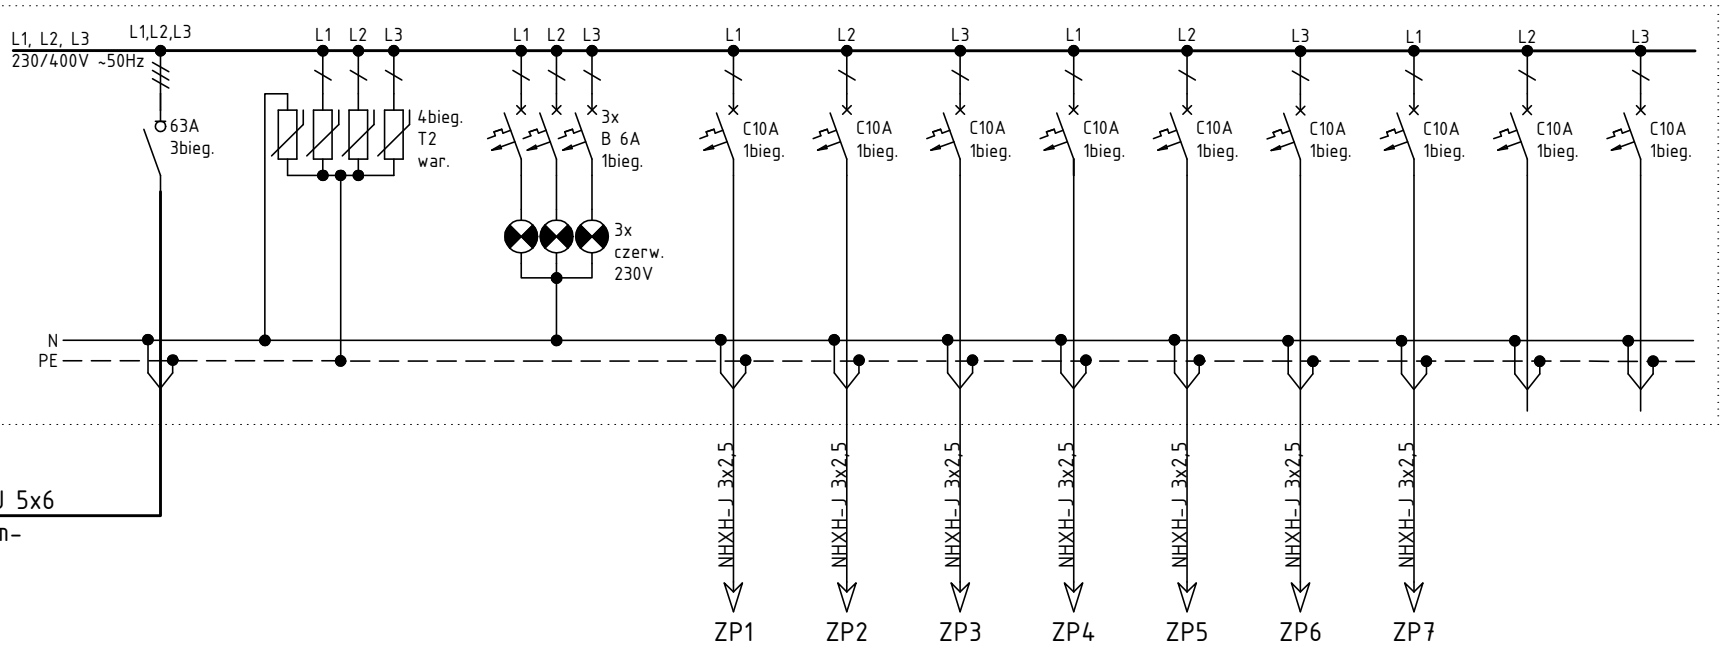 L1, L2, L3
230/400V ~50Hz
L1,L2,L3
63A
3bieg.
L1 L2 L3
4bieg.
T2
war.
L1 L2 L3
3x
B 6A
1bieg.
3x
czerw.
230V
L1
C10A
1bieg.
L2
C10A
1bieg.
L3
C10A
1bieg.
L1
C10A
1bieg.
L2
C10A
1bieg.
L3
C10A
1bieg.
L1
C10A
1bieg.
L2
C10A
1bieg.
L3
C10A
1bieg.
N
PE
J 5x6
n-
NHXH-J 3x2,5
NHXH-J 3x2,5
NHXH-J 3x2,5
NHXH-J 3x2,5
NHXH-J 3x2,5
NHXH-J 3x2,5
NHXH-J 3x2,5
ZP1 ZP2 ZP3 ZP4 ZP5 ZP6 ZP7